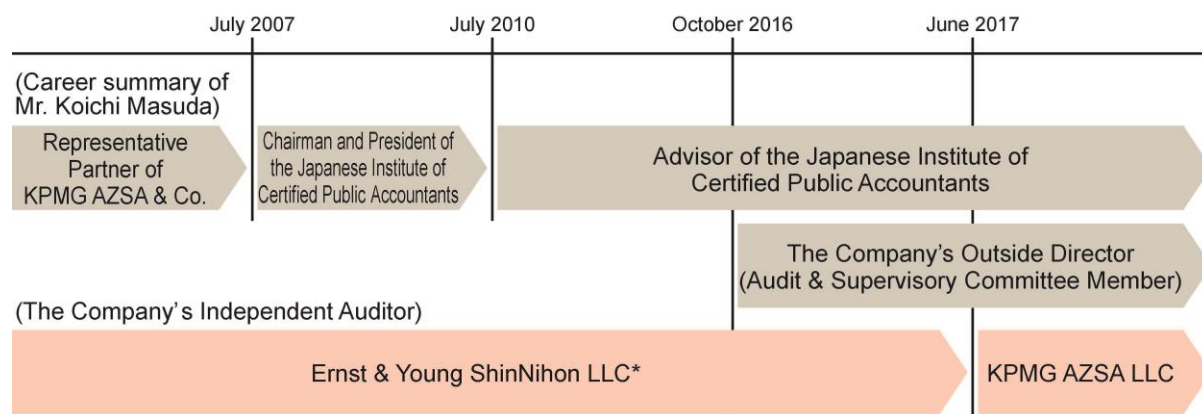 July 2007
July 2010
October 2016
June 2017
(Career summary of
Mr. Koichi Masuda)
Representative
Partner of
KPMG AZSA & Co.
Chairman and President of
the Japanese Institute of
Certified Public Accountants
Advisor of the Japanese Institute of
Certified Public Accountants
The Company's Outside Director
(Audit & Supervisory Committee Member)
(The Company's Independent Auditor)
Ernst & Young ShinNihon LLC*
KPMG AZSA LLC